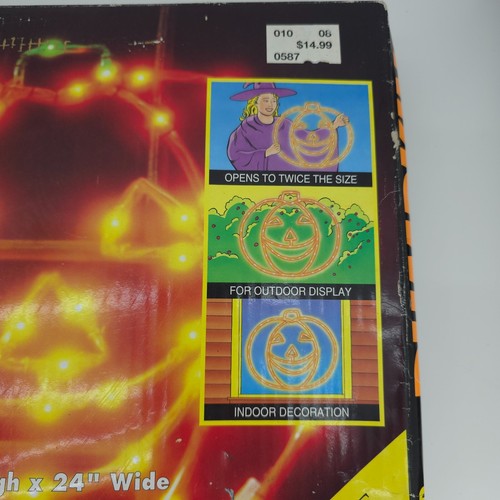 010 08
$14.99
0587
OPENS TO TWICE THE SIZE
FOR OUTDOOR DISPLAY
INDOOR DECORATION
x 24" Wide